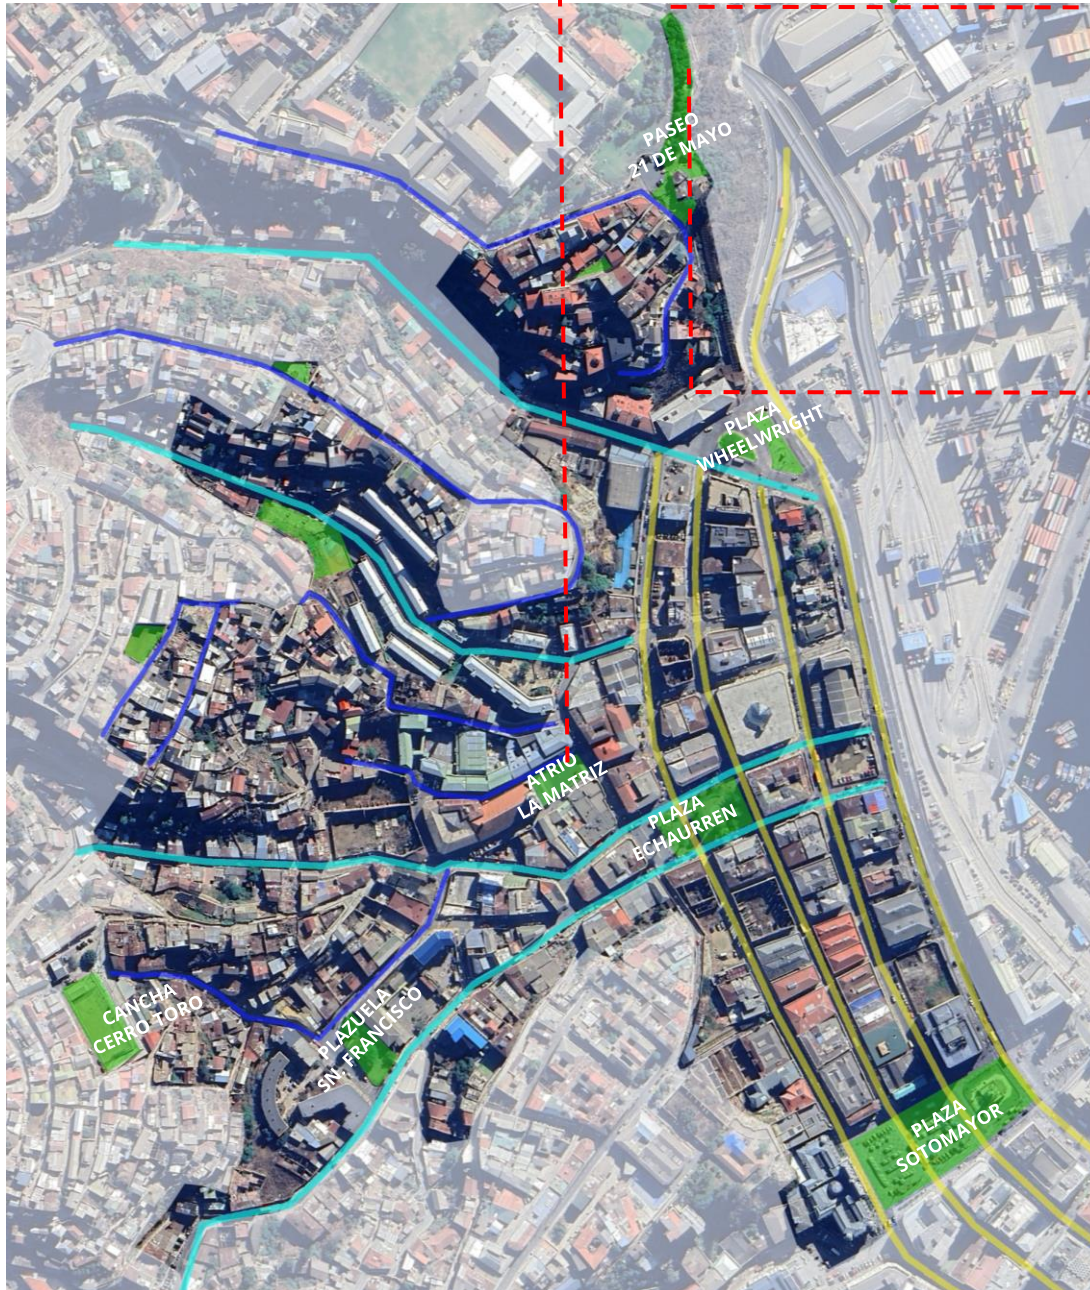 PASEO
21 DE MAYO
PLAZA
WHEELWRIGHT
ATRIO
LA MATRIZ
PLAZA
ECHAURREN
CANCHA
CERRO TORO
PLAZUELA
SN. FRANCISCO
PLAZA
SOTOMAYOR